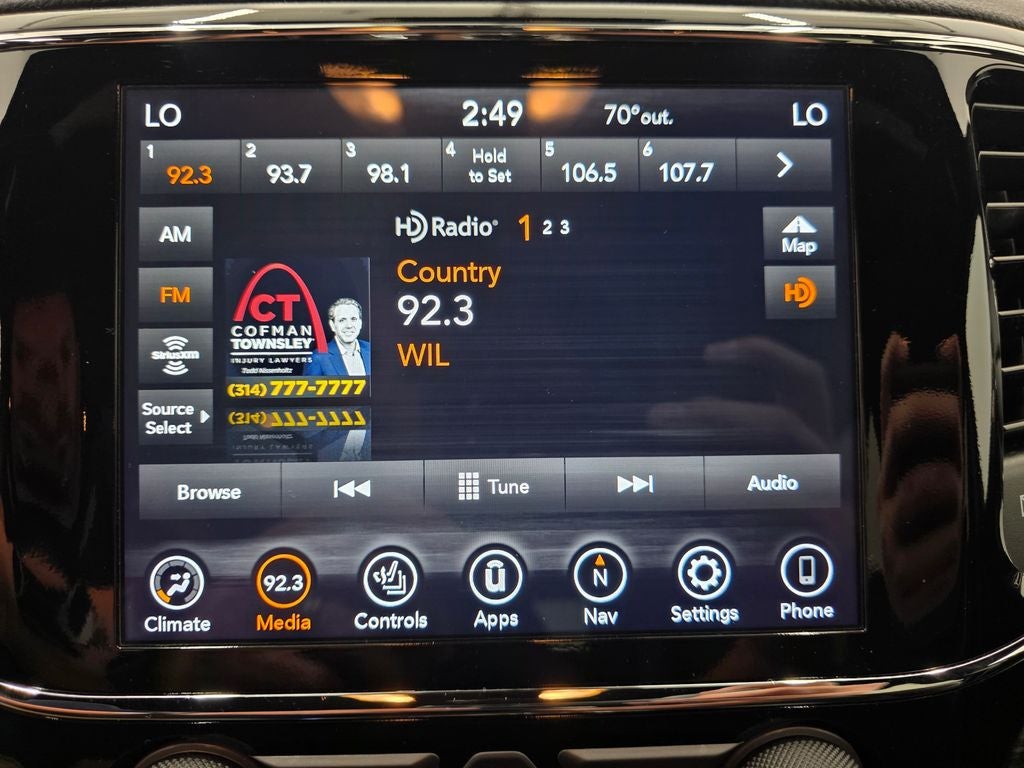 LO 2:49 70° out. LO
1 92.3 2 93.7 3 98.1 4 Hold to Set 5 106.5 6 107.7
AM
HD Radio® 1 2 3
Map
Country
FM
HD
92.3
WIL
CT
COFMAN
TOWNSLEY
INJURY LAWYERS
Todd Nissenholtz
(314) 777-7777
SiriusXM
Source
Select
Browse Tune Audio
92.3 N
Climate Media Controls Apps Nav Settings Phone